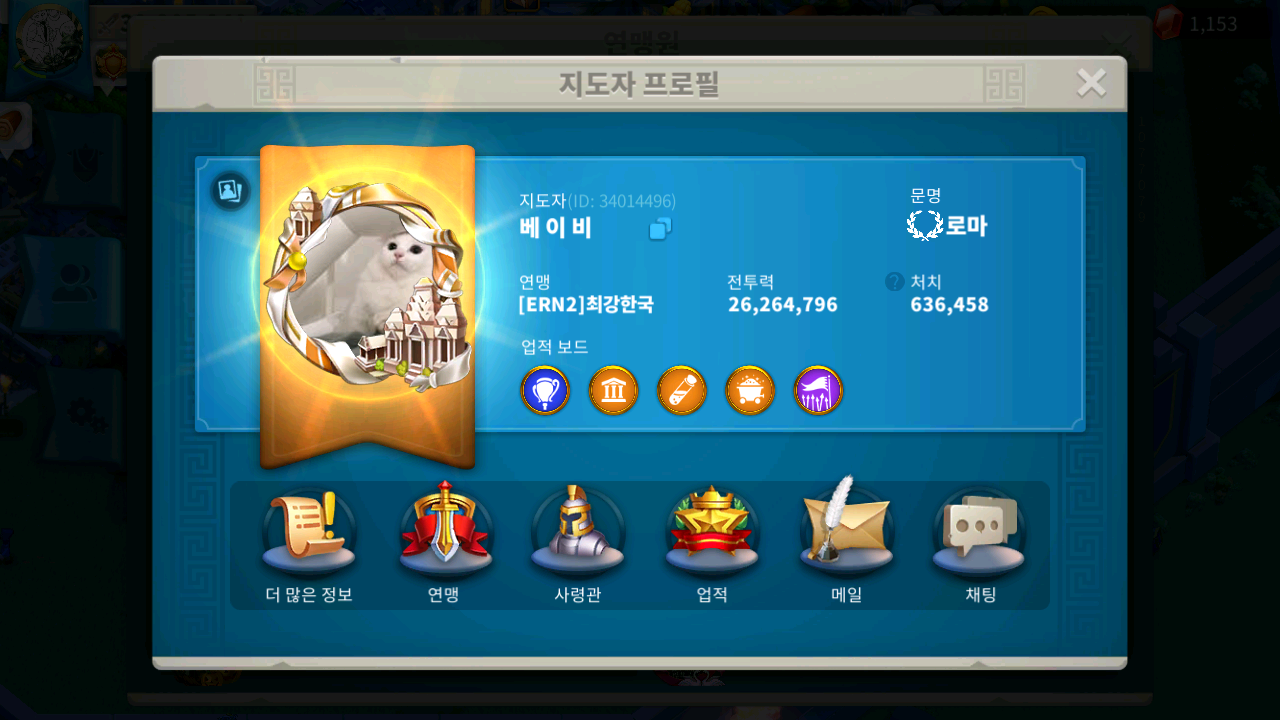 연맹원
1,153
지도자 프로필
지도자(ID: 34014496)
베 이 비
문명
로마
연맹
[ERN2]최강한국
전투력
26,264,796
? 처치
636,458
업적 보드
더 많은 정보
연맹
사령관
업적
메일
채팅